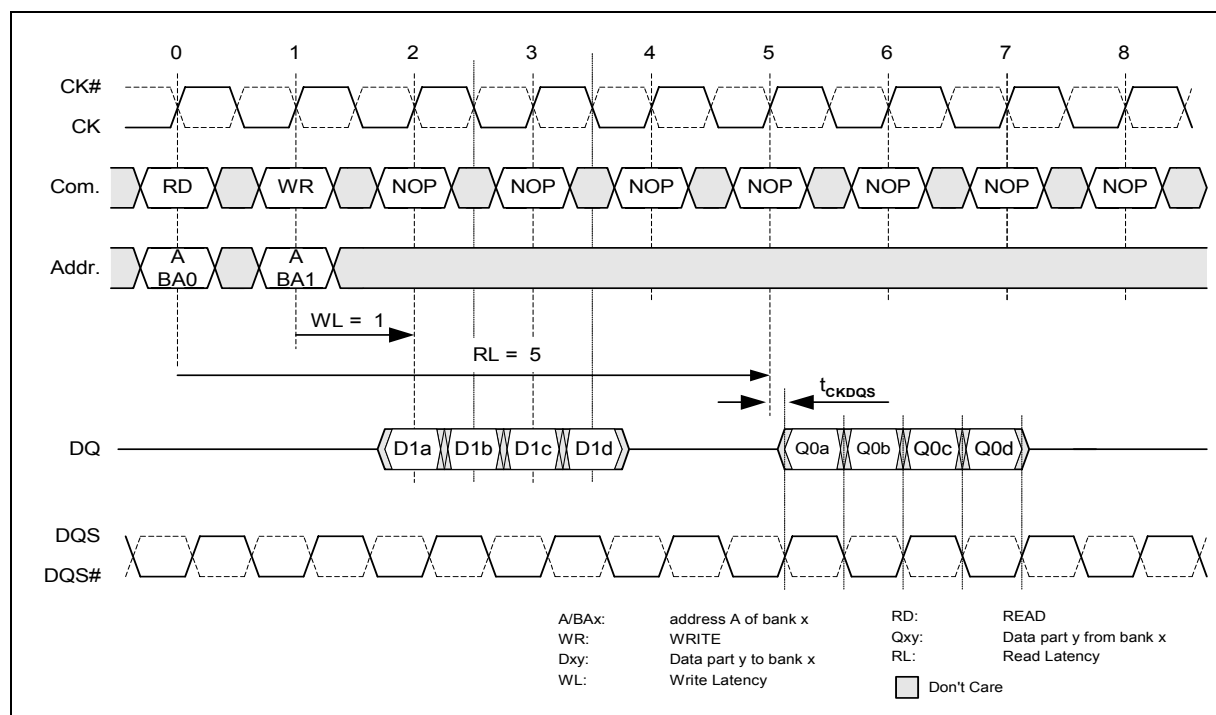 0 1 2 3 4 5 6 7 8
CK#
CK
Com. RD WR NOP NOP NOP NOP NOP NOP NOP
Addr. A BA0 A BA1
WL = 1
RL = 5
tCKDQS
DQ D1a D1b D1c D1d Q0a Q0b Q0c Q0d
DQS
DQS#
A/BAx: address A of bank x RD: READ
WR: WRITE Qxy: Data part y from bank x
Dxy: Data part y to bank x RL: Read Latency
WL: Write Latency
Don't Care